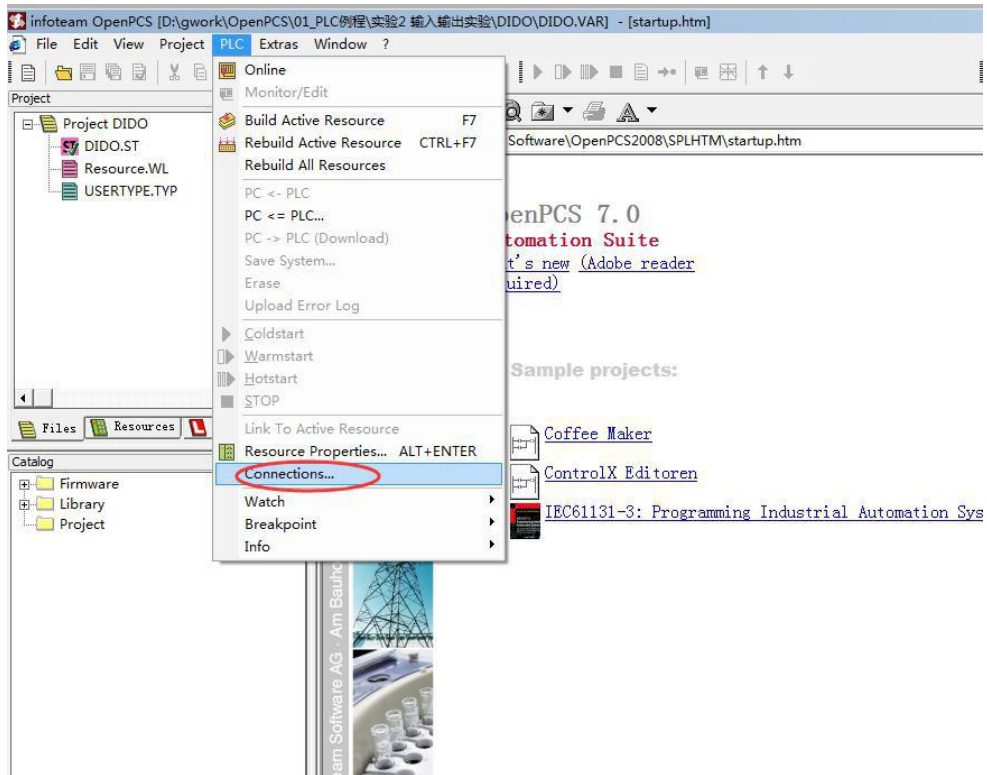 infoteam OpenPCS [D:\gwork\OpenPCS\01_PLC例程\实验2 输入输出实验\DIDO\DIDO.VAR] - [startup.htm]
File Edit View Project PLC Extras Window ?
Project
Project DIDO
DIDO.ST
Resource.WL
USERTYPE.TYP
Files Resources
Catalog
Firmware
Library
Project
Online
Monitor/Edit
Build Active Resource F7
Rebuild Active Resource CTRL+F7
Rebuild All Resources
PC <- PLC
PC <= PLC...
PC -> PLC (Download)
Save System...
Erase
Upload Error Log
Coldstart
Warmstart
Hotstart
STOP
Link To Active Resource
Resource Properties... ALT+ENTER
Connections...
Watch
Breakpoint
Info
Software\OpenPCS2008\SPLHTM\startup.htm
enPCS 7.0
tomation Suite
t's new (Adobe reader
uired)
Sample projects:
Coffee Maker
ControlX Editoren
IEC61131-3: Programming Industrial Automation Sys
am Software AG · Am Bauho